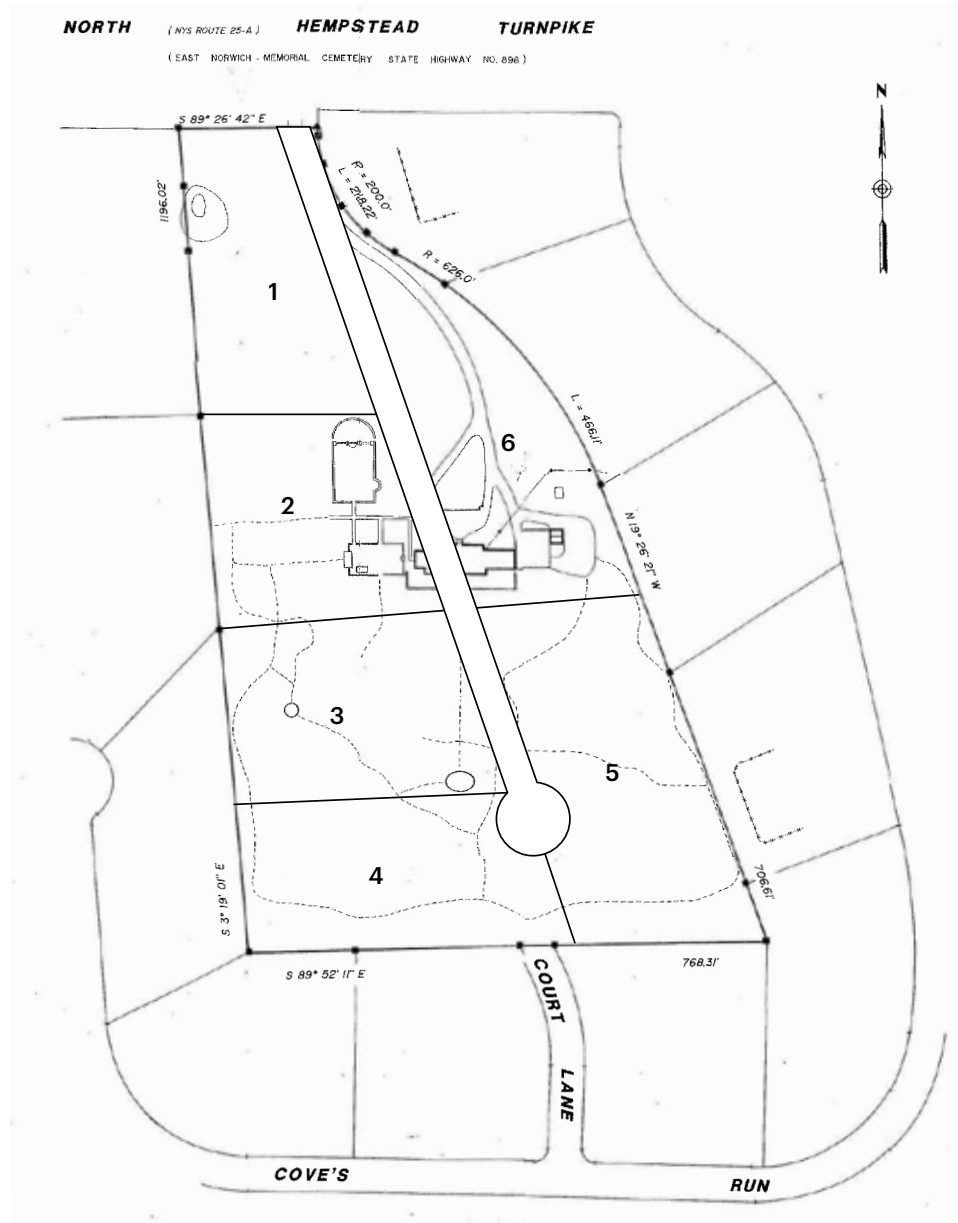 NORTH ( NYS ROUTE 25-A ) HEMPSTEAD TURNPIKE
( EAST NORWICH - MEMORIAL CEMETERY STATE HIGHWAY NO. 898 )
N
S 89° 26' 42" E
1196.02'
R = 200.0'
L = 218.22'
R = 626.0'
1
L = 466.11'
6
2
N 19° 26' 21" W
3
5
4
706.61'
S 3° 19' 01" E
S 89° 52' 11" E
768.31'
COURT
LANE
COVE'S RUN